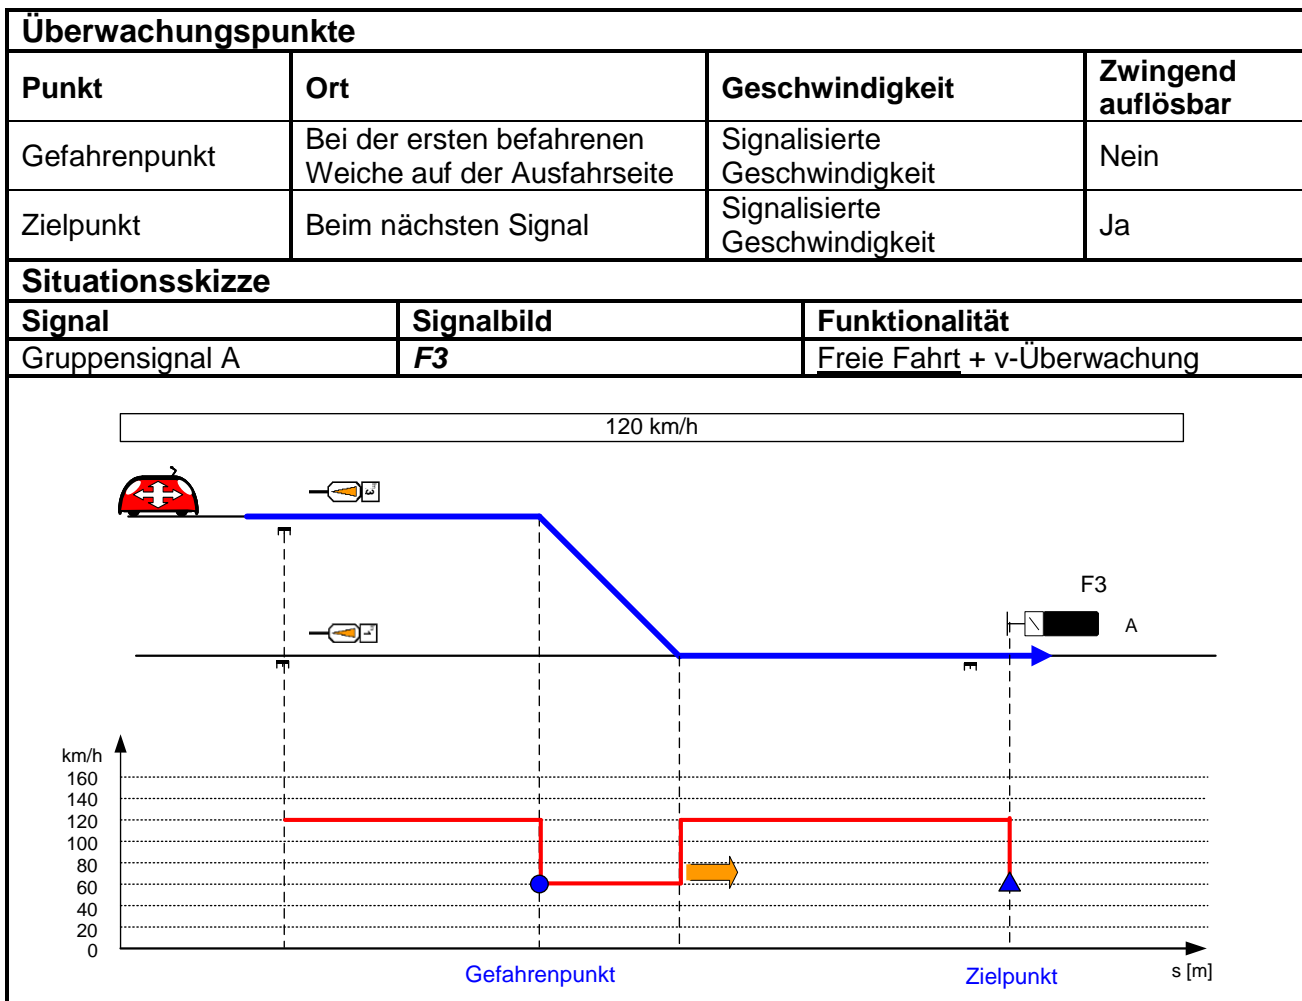 Überwachungspunkte
Punkt Ort Geschwindigkeit Zwingend
auflösbar
Gefahrenpunkt Bei der ersten befahrenen
Weiche auf der Ausfahrseite Signalisierte
Geschwindigkeit Nein
Zielpunkt Beim nächsten Signal Signalisierte
Geschwindigkeit Ja
Situationsskizze
Signal Signalbild Funktionalität
Gruppensignal A F3 Freie Fahrt + v-Überwachung
120 km/h
3
F3
1
A
km/h
160
140
120
100
80
60
40
20
0
Gefahrenpunkt Zielpunkt s [m]